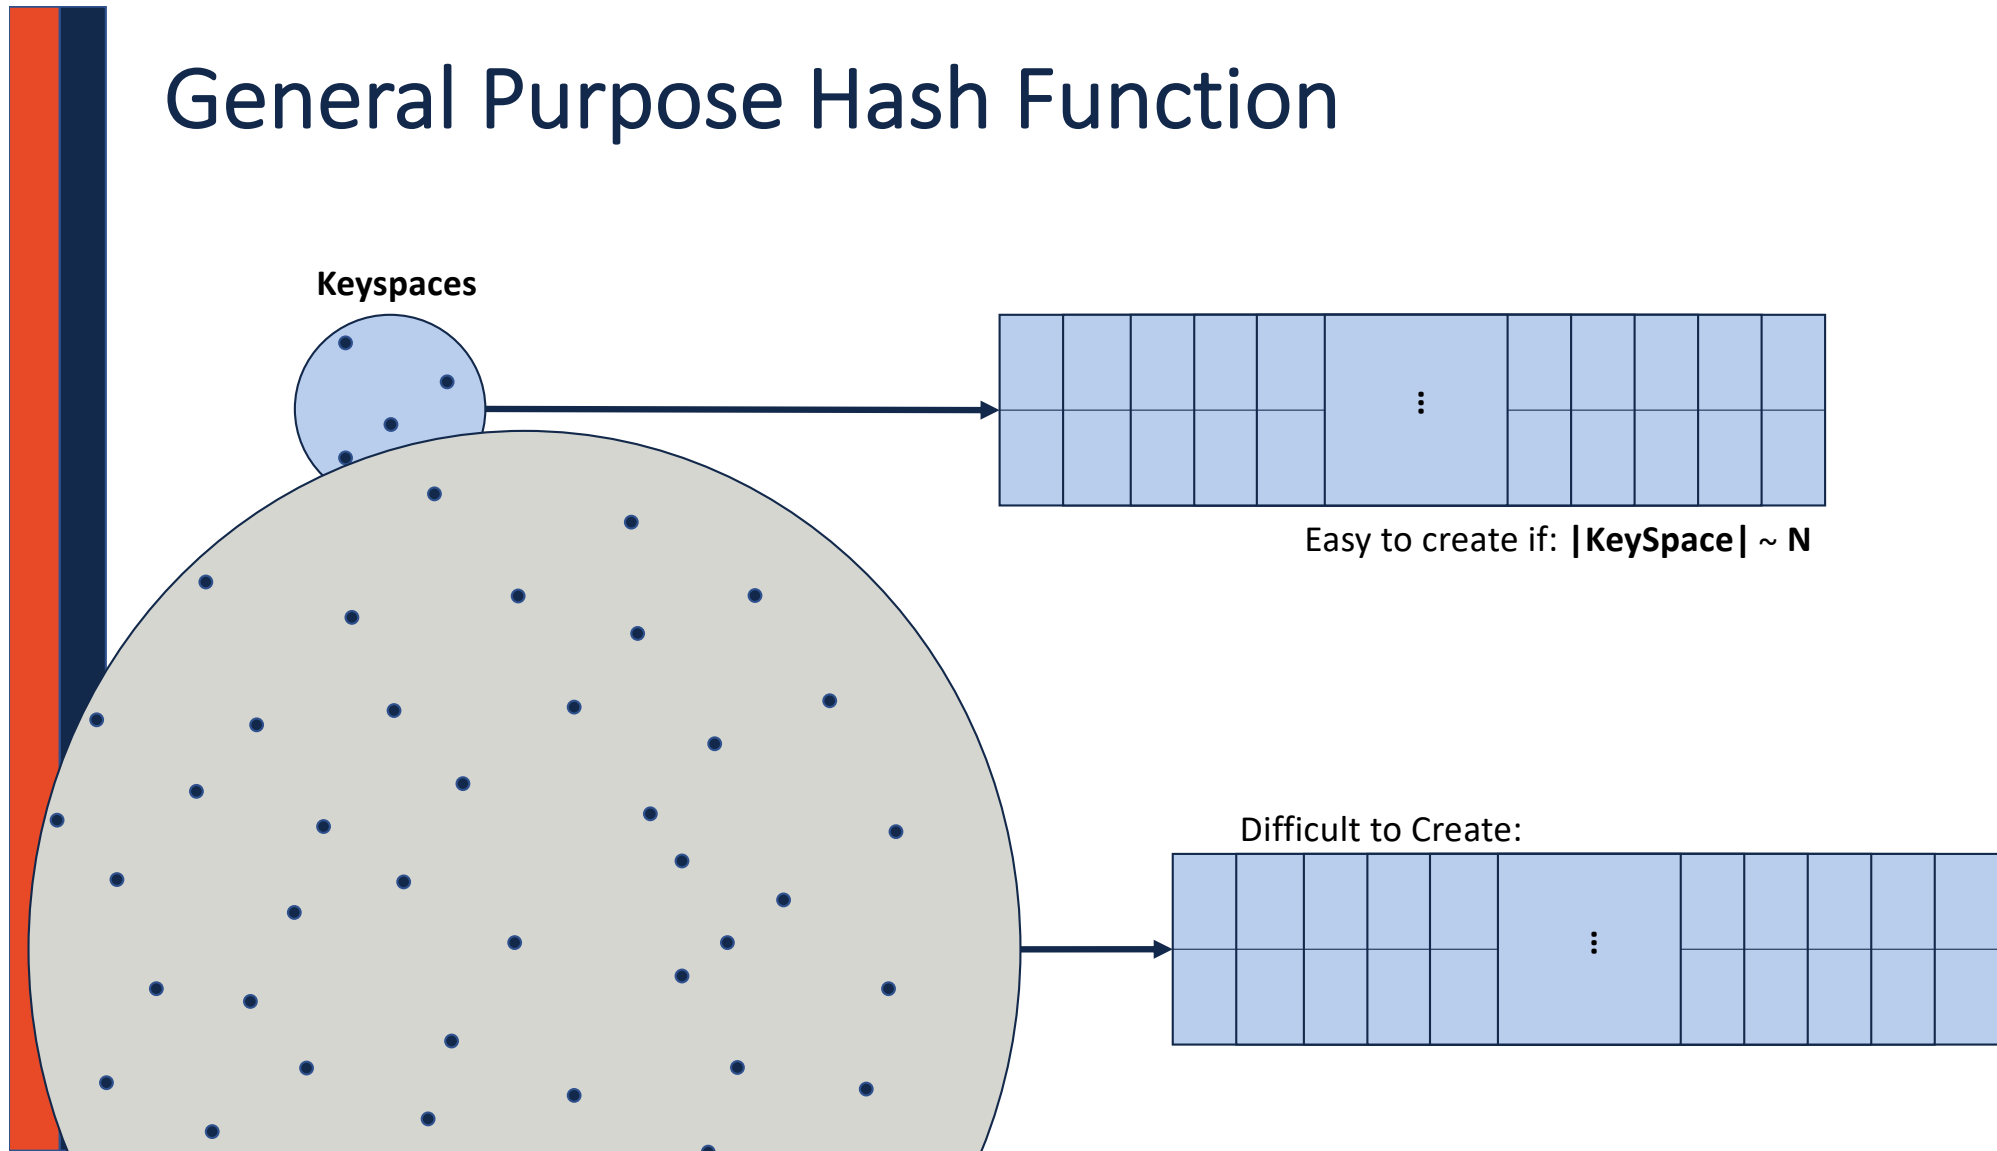 General Purpose Hash Function
Keyspaces
⋮
Easy to create if: |KeySpace| ~ N
Difficult to Create:
⋮